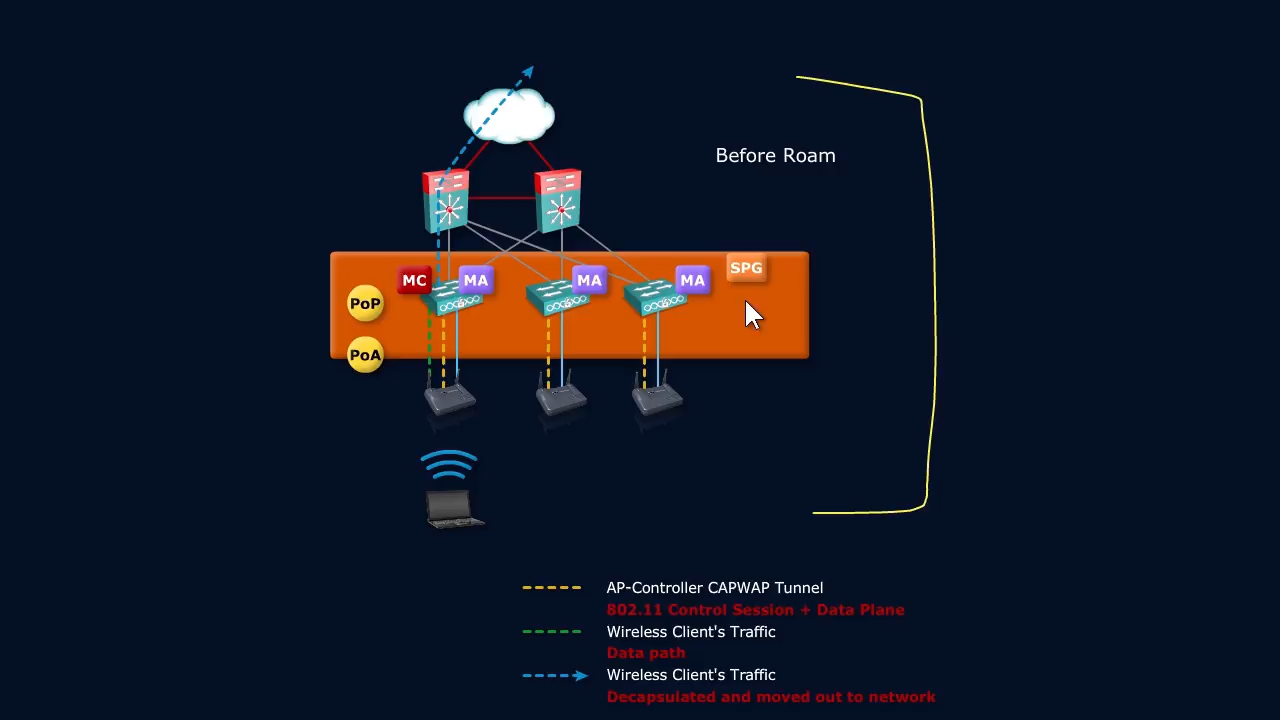 Before Roam
MC
MA
MA
MA
SPG
PoP
PoA
AP-Controller CAPWAP Tunnel
802.11 Control Session + Data Plane
Wireless Client's Traffic
Data path
Wireless Client's Traffic
Decapsulated and moved out to network